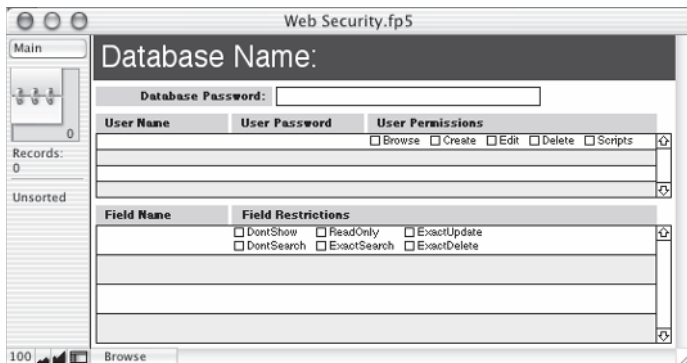 Web Security.fp5
Main
Database Name:
Database Password:
User Name User Password User Permissions
Browse Create Edit Delete Scripts
0
Records:
0
Unsorted
Field Name Field Restrictions
DontShow ReadOnly ExactUpdate
DontSearch ExactSearch ExactDelete
100 Browse